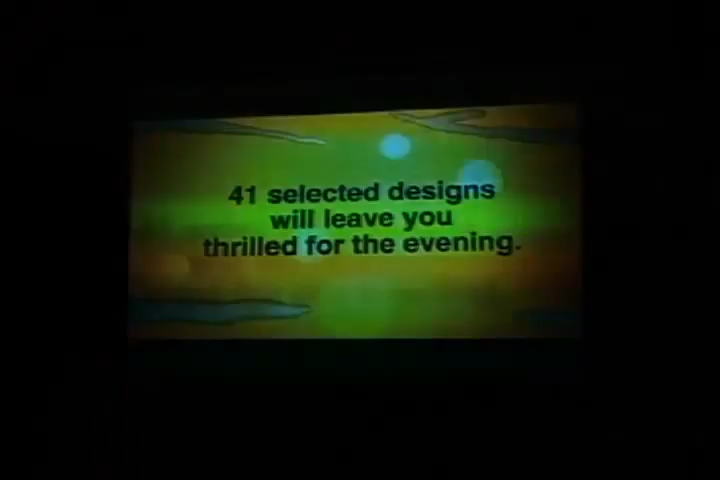 41 selected designs
will leave you
thrilled for the evening.